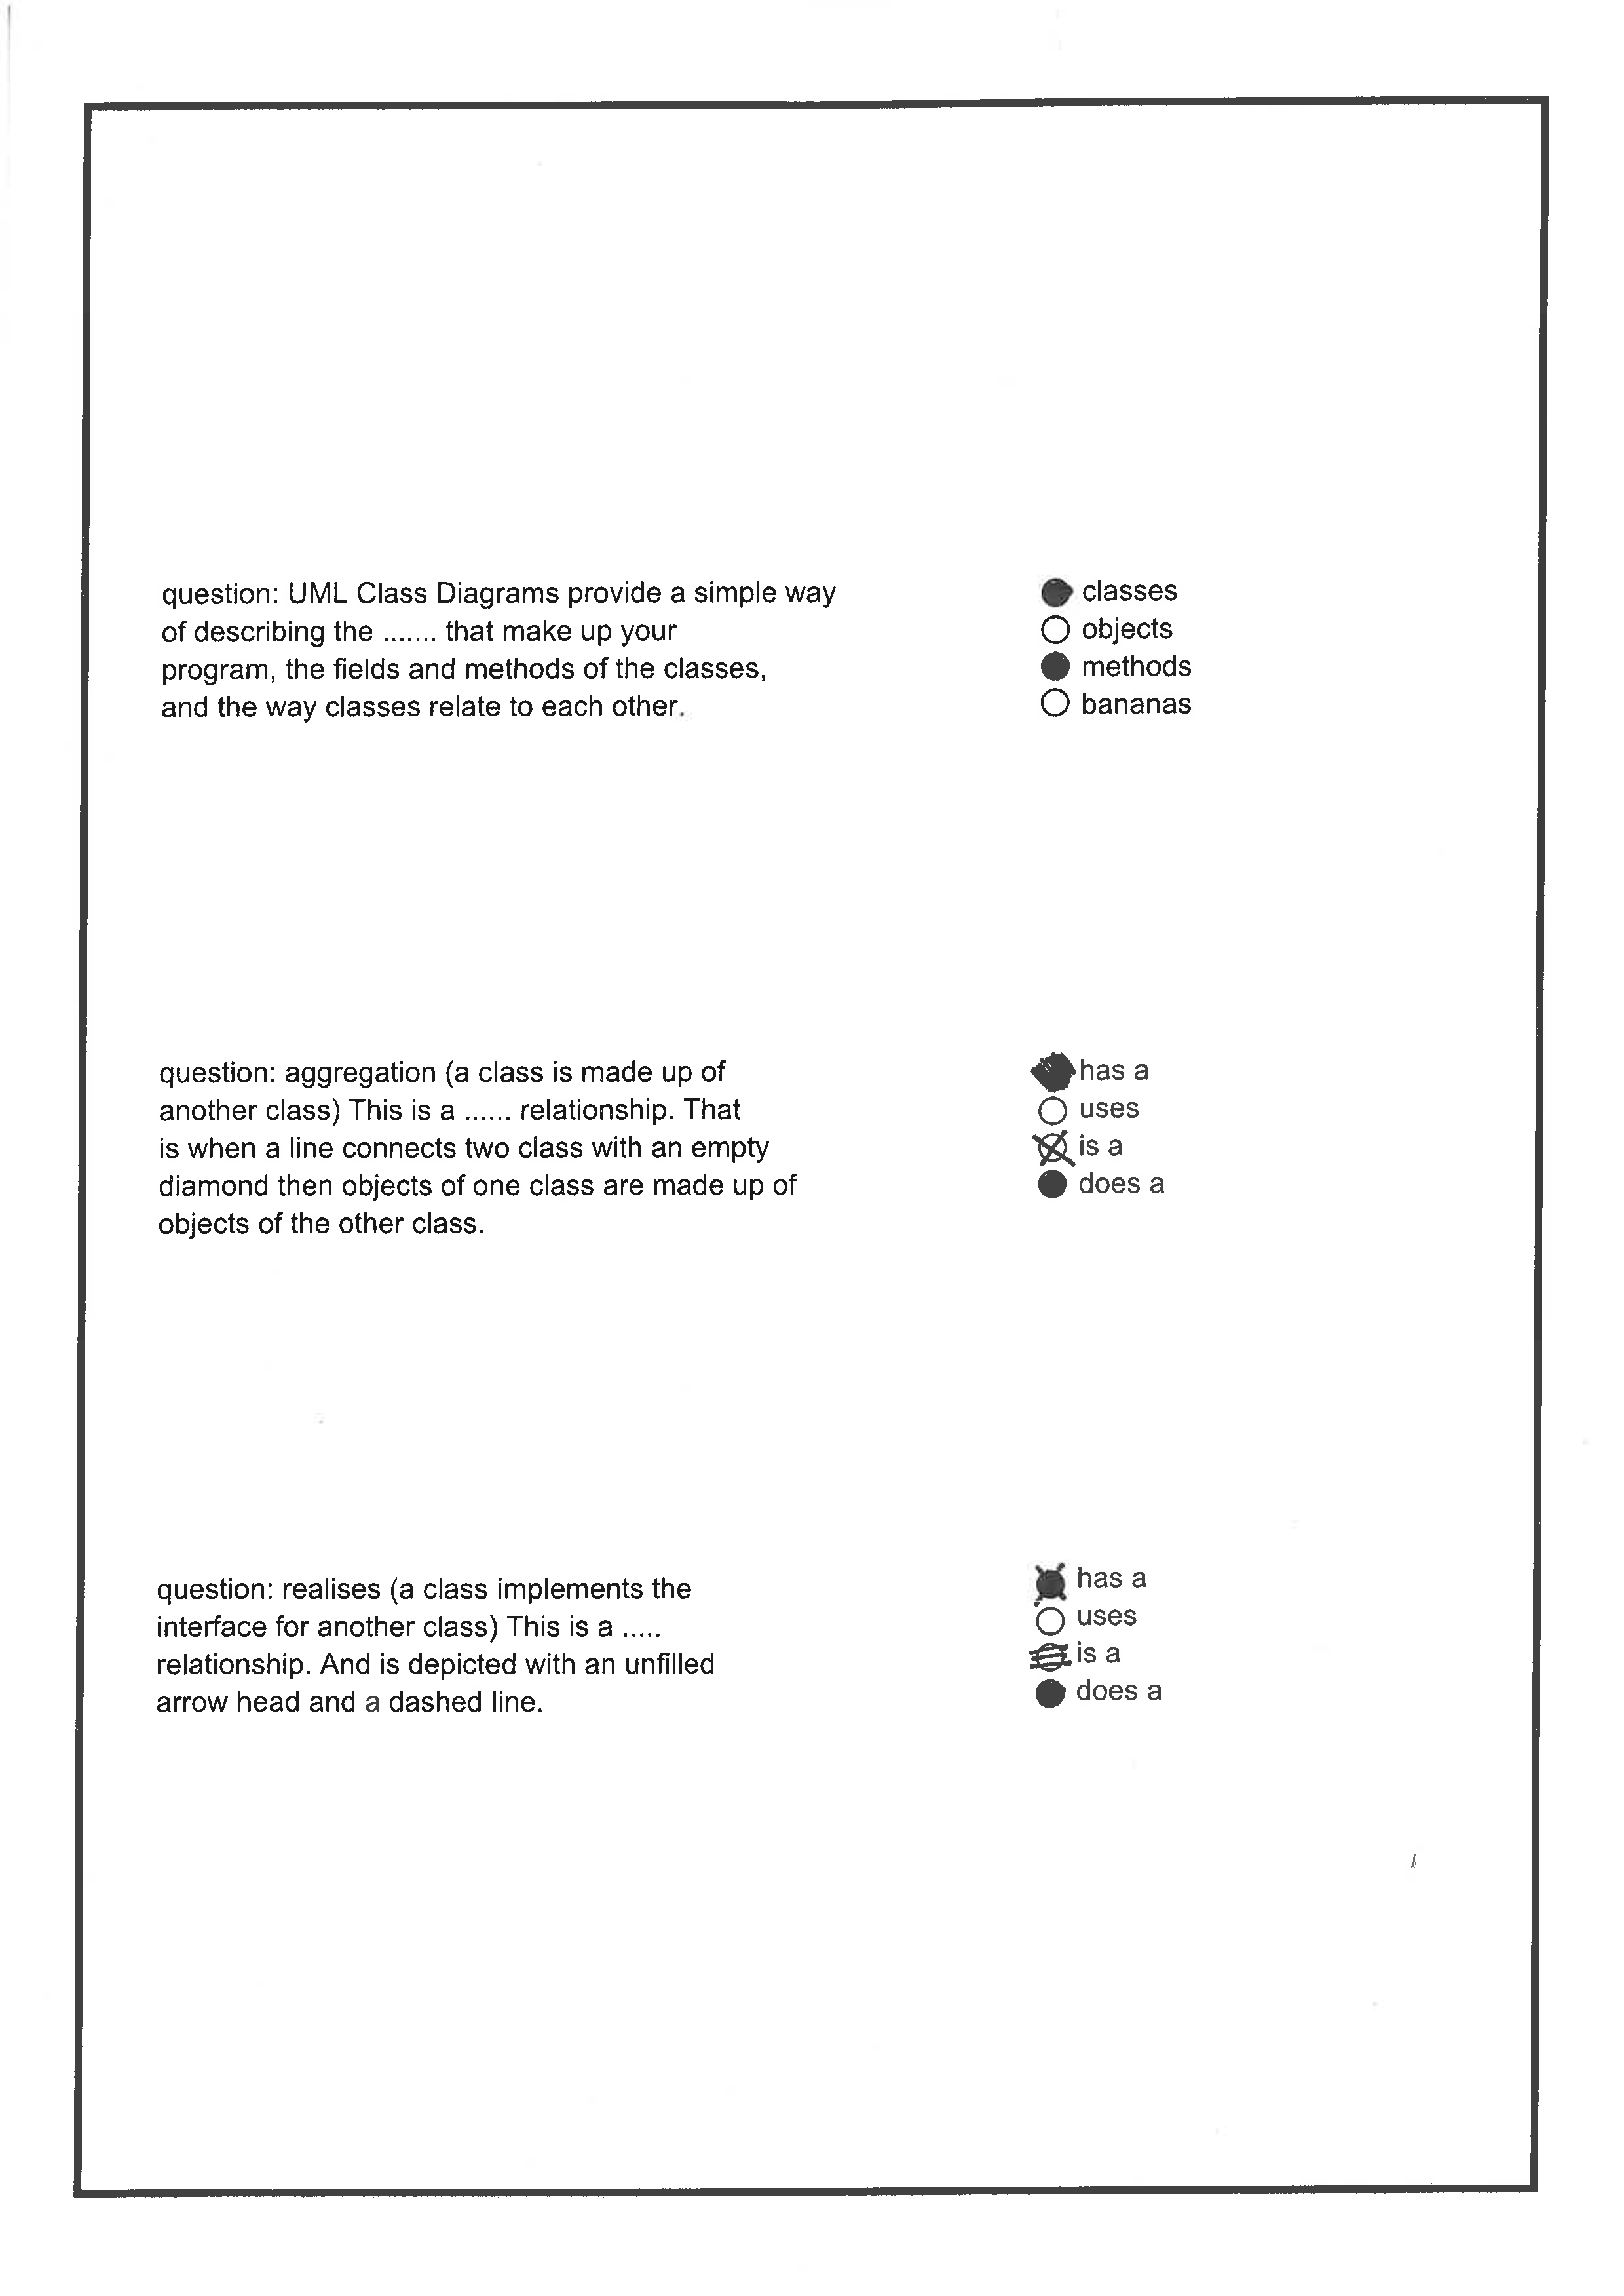 question: UML Class Diagrams provide a simple way
of describing the ....... that make up your
program, the fields and methods of the classes,
and the way classes relate to each other.
classes
objects
methods
bananas
question: aggregation (a class is made up of
another class) This is a ...... relationship. That
is when a line connects two class with an empty
diamond then objects of one class are made up of
objects of the other class.
has a
uses
is a
does a
question: realises (a class implements the
interface for another class) This is a .....
relationship. And is depicted with an unfilled
arrow head and a dashed line.
has a
uses
is a
does a